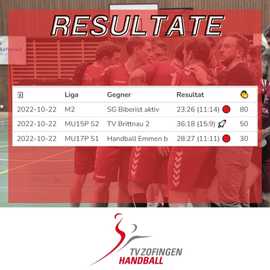 RESULTATE
Liga Gegner Resultat
2022-10-22 M2 SG Biberist aktiv 23:26 (11:14) 80
2022-10-22 MU15P S2 TV Brittnau 2 36:18 (15:9) 50
2022-10-22 MU17P S1 Handball Emmen b 28:27 (11:11) 30
TV ZOFINGEN
HANDBALL